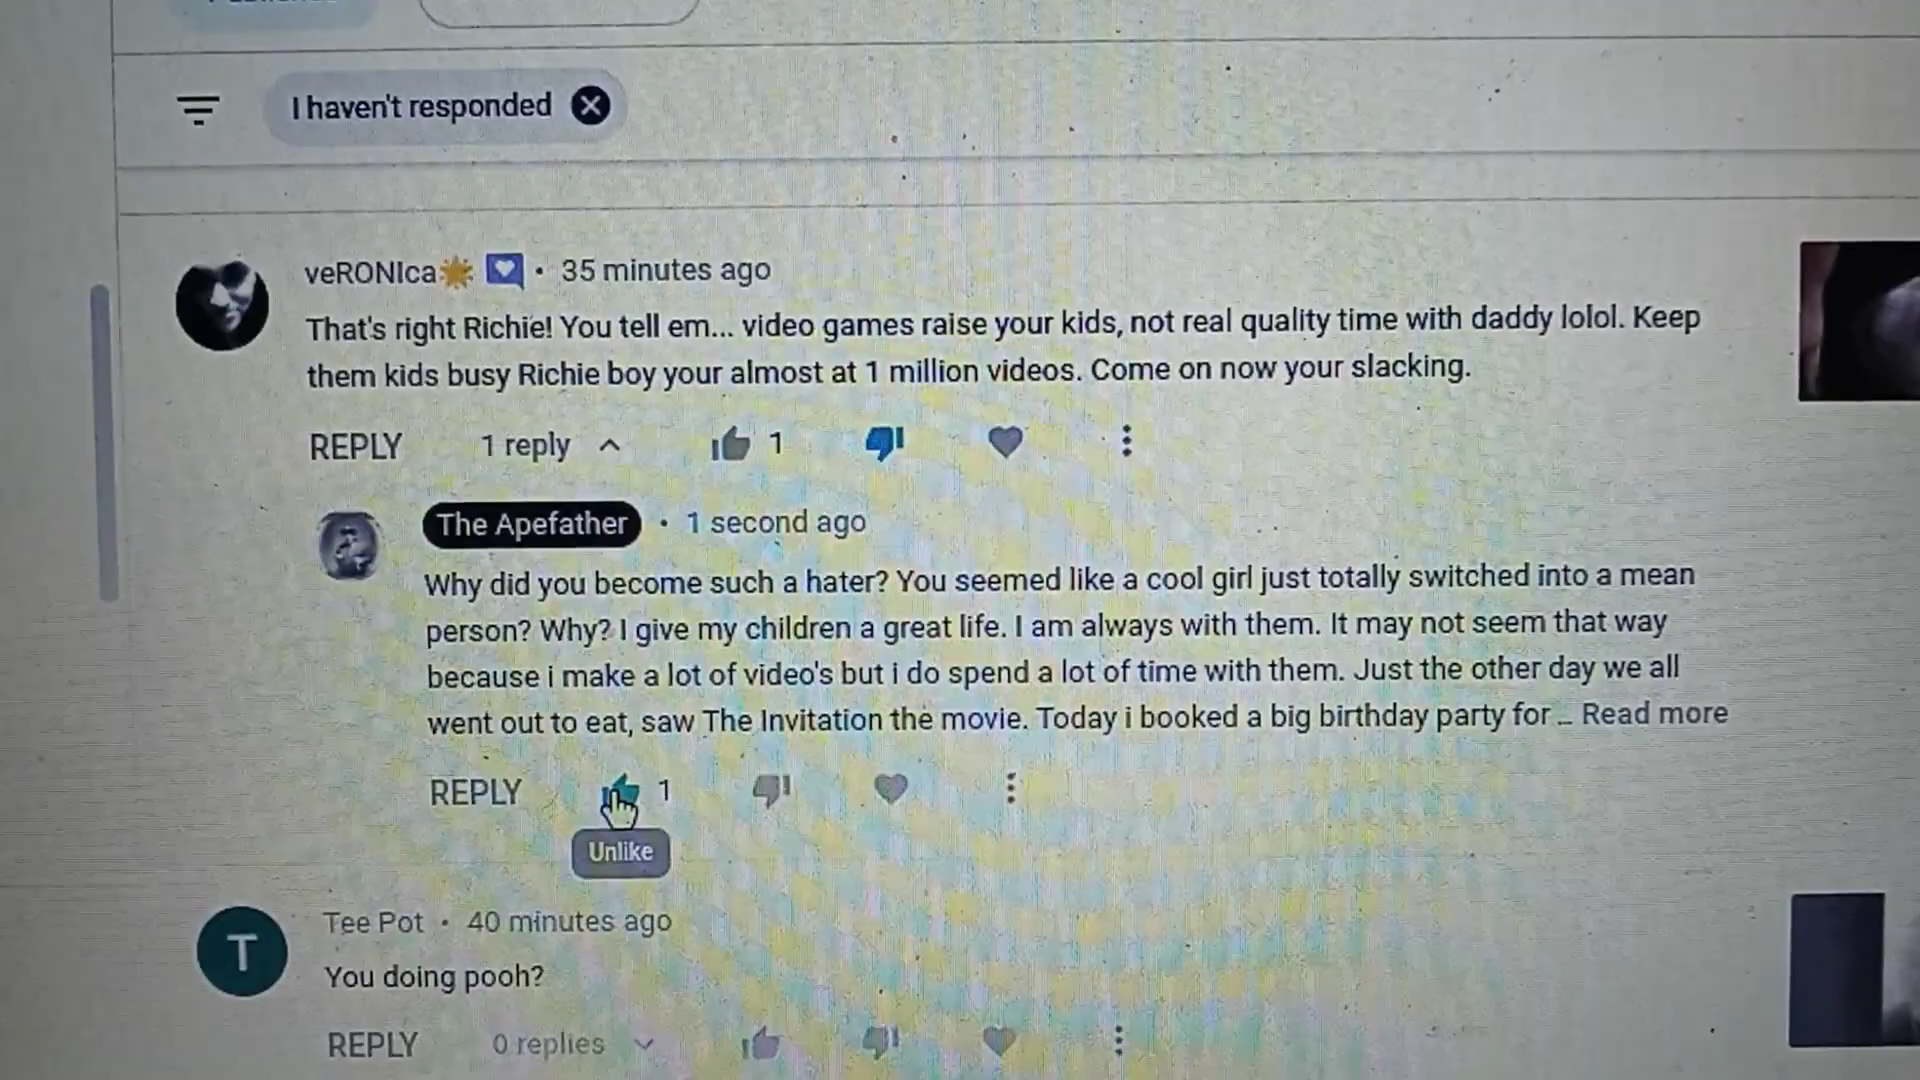 I haven't responded
veRONIca • 35 minutes ago
That's right Richie! You tell em... video games raise your kids, not real quality time with daddy lolol. Keep
them kids busy Richie boy your almost at 1 million videos. Come on now your slacking.
REPLY 1 reply 1
The Apefather • 1 second ago
Why did you become such a hater? You seemed like a cool girl just totally switched into a mean
person? Why? I give my children a great life. I am always with them. It may not seem that way
because i make a lot of video's but i do spend a lot of time with them. Just the other day we all
went out to eat, saw The Invitation the movie. Today i booked a big birthday party for ... Read more
REPLY 1
Unlike
T
Tee Pot • 40 minutes ago
You doing pooh?
REPLY 0 replies